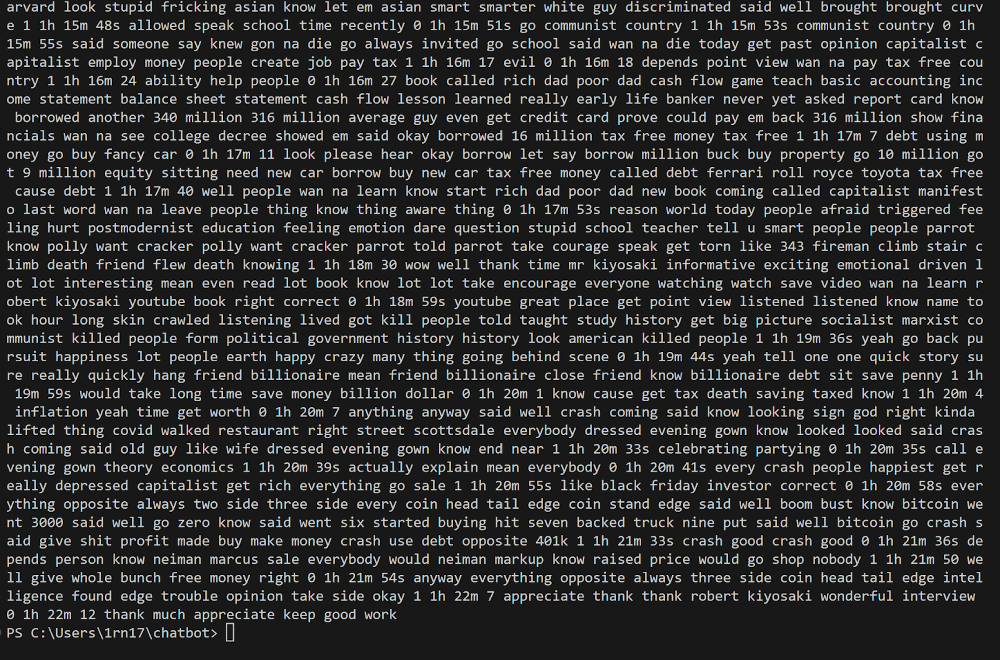 arvard look stupid fricking asian know let em asian smart smarter white guy discriminated said well brought brought curv
e 1 1h 15m 48s allowed speak school time recently 0 1h 15m 51s go communist country 1 1h 15m 53s communist country 0 1h
15m 55s said someone say knew gon na die go always invited go school said wan na die today get past opinion capitalist c
apitalist employ money people create job pay tax 1 1h 16m 17 evil 0 1h 16m 18 depends point view wan na pay tax free cou
ntry 1 1h 16m 24 ability help people 0 1h 16m 27 book called rich dad poor dad cash flow game teach basic accounting inc
ome statement balance sheet statement cash flow lesson learned really early life banker never yet asked report card know
 borrowed another 340 million 316 million average guy even get credit card prove could pay em back 316 million show fina
ncials wan na see college decree showed em said okay borrowed 16 million tax free money tax free 1 1h 17m 7 debt using m
oney go buy fancy car 0 1h 17m 11 look please hear okay borrow let say borrow million buck buy property go 10 million go
t 9 million equity sitting need new car borrow buy new car tax free money called debt ferrari roll royce toyota tax free
 cause debt 1 1h 17m 40 well people wan na learn know start rich dad poor dad new book coming called capitalist manifest
o last word wan na leave people thing know thing aware thing 0 1h 17m 53s reason world today people afraid triggered fee
ling hurt postmodernist education feeling emotion dare question stupid school teacher tell u smart people people parrot
know polly want cracker polly want cracker parrot told parrot take courage speak get torn like 343 fireman climb stair c
limb death friend flew death knowing 1 1h 18m 30 wow well thank time mr kiyosaki informative exciting emotional driven l
ot lot interesting mean even read lot book know lot lot take encourage everyone watching watch save video wan na learn r
obert kiyosaki youtube book right correct 0 1h 18m 59s youtube great place get point view listened listened know name to
ok hour long skin crawled listening lived got kill people told taught study history get big picture socialist marxist co
mmunist killed people form political government history history look american killed people 1 1h 19m 36s yeah go back pu
rsuit happiness lot people earth happy crazy many thing going behind scene 0 1h 19m 44s yeah tell one one quick story su
re really quickly hang friend billionaire mean friend billionaire close friend know billionaire debt sit save penny 1 1h
 19m 59s would take long time save money billion dollar 0 1h 20m 1 know cause get tax death saving taxed know 1 1h 20m 4
 inflation yeah time get worth 0 1h 20m 7 anything anyway said well crash coming said know looking sign god right kinda
lifted thing covid walked restaurant right street scottsdale everybody dressed evening gown know looked looked said cras
h coming said old guy like wife dressed evening gown know end near 1 1h 20m 33s celebrating partying 0 1h 20m 35s call e
vening gown theory economics 1 1h 20m 39s actually explain mean everybody 0 1h 20m 41s every crash people happiest get r
eally depressed capitalist get rich everything go sale 1 1h 20m 55s like black friday investor correct 0 1h 20m 58s ever
ything opposite always two side three side every coin head tail edge coin stand edge said well boom bust know bitcoin we
nt 3000 said well go zero know said went six started buying hit seven backed truck nine put said well bitcoin go crash s
aid give shit profit made buy make money crash use debt opposite 401k 1 1h 21m 33s crash good crash good 0 1h 21m 36s de
pends person know neiman marcus sale everybody would neiman markup know raised price would go shop nobody 1 1h 21m 50 we
ll give whole bunch free money right 0 1h 21m 54s anyway everything opposite always three side coin head tail edge intel
ligence found edge trouble opinion take side okay 1 1h 22m 7 appreciate thank thank robert kiyosaki wonderful interview
0 1h 22m 12 thank much appreciate keep good work
PS C:\Users\1rn17\chatbot>